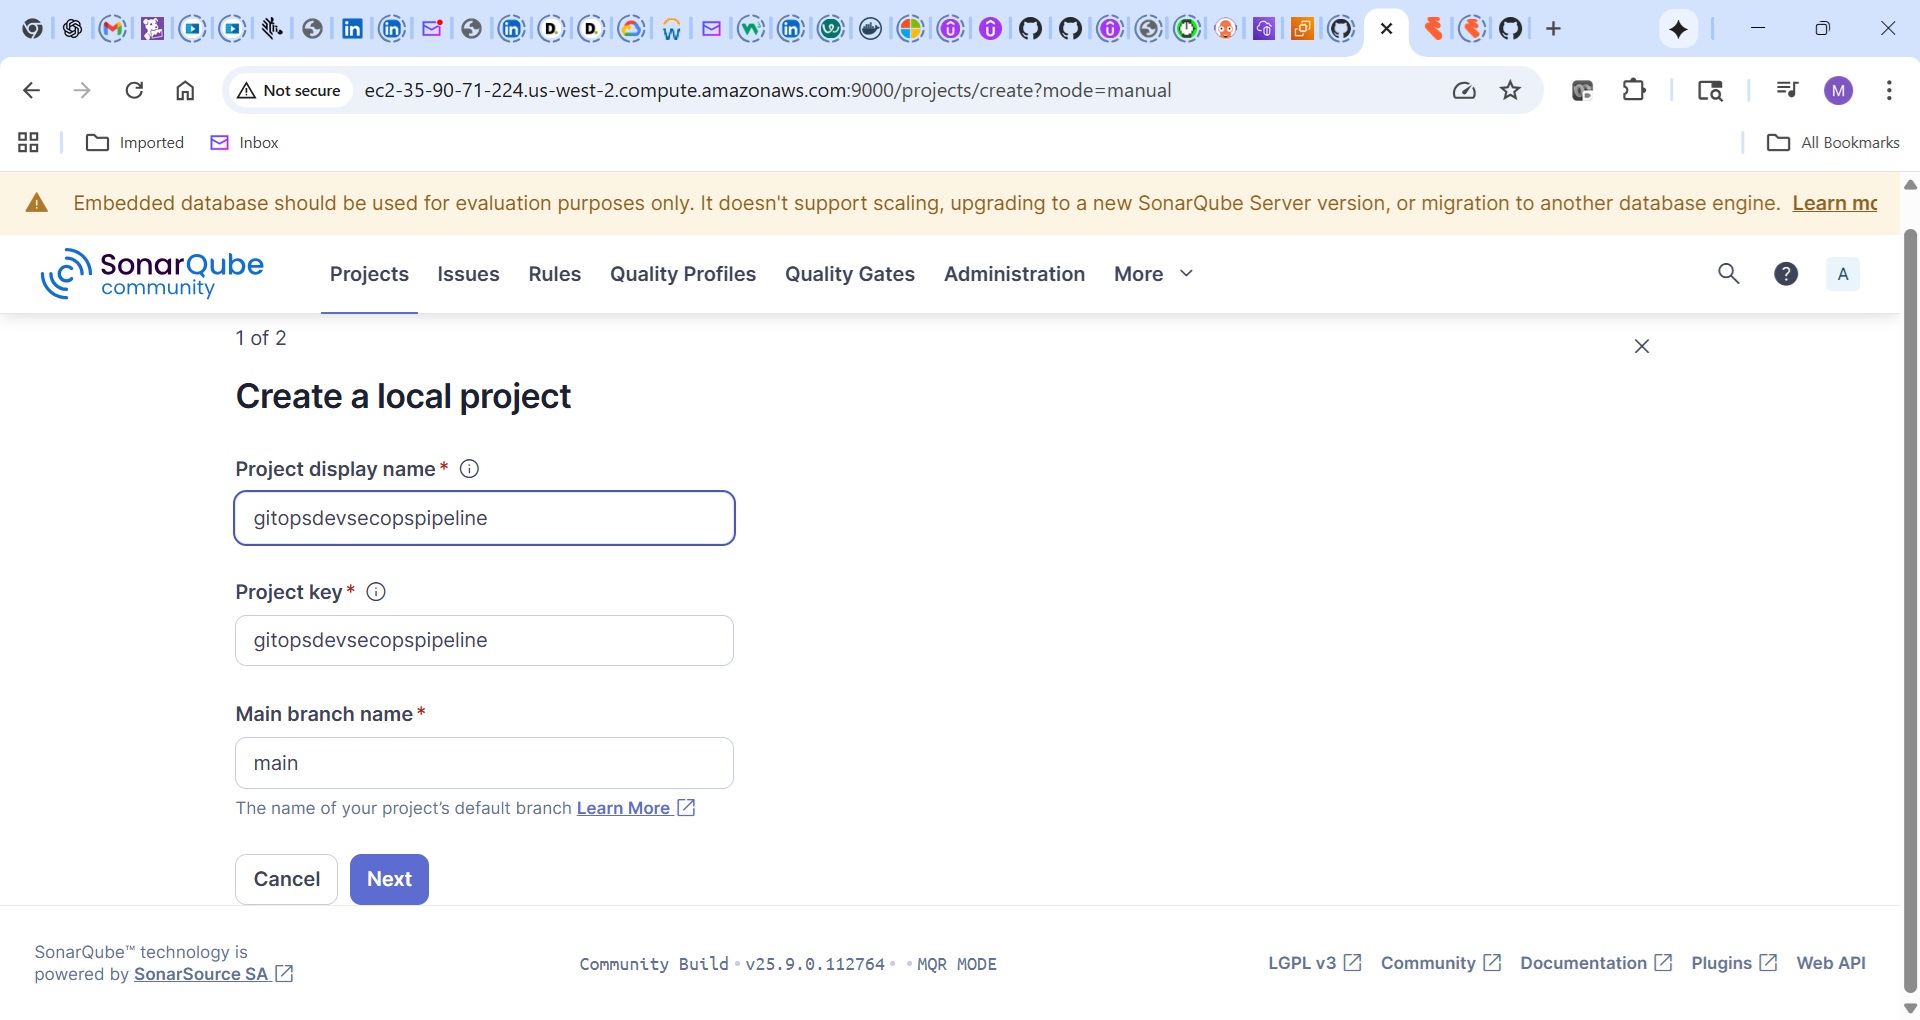 Not secure
ec2-35-90-71-224.us-west-2.compute.amazonaws.com:9000/projects/create?mode=manual
M
Imported
Inbox
All Bookmarks
Embedded database should be used for evaluation purposes only. It doesn't support scaling, upgrading to a new SonarQube Server version, or migration to another database engine. Learn mo
SonarQube
community
Projects
Issues
Rules
Quality Profiles
Quality Gates
Administration
More
A
1 of 2
Create a local project
Project display name*
gitopsdevsecopspipeline
Project key*
gitopsdevsecopspipeline
Main branch name*
main
The name of your project's default branch Learn More
Cancel
Next
SonarQube™ technology is
powered by SonarSource SA
Community Build • v25.9.0.112764 • • MQR MODE
LGPL v3
Community
Documentation
Plugins
Web API